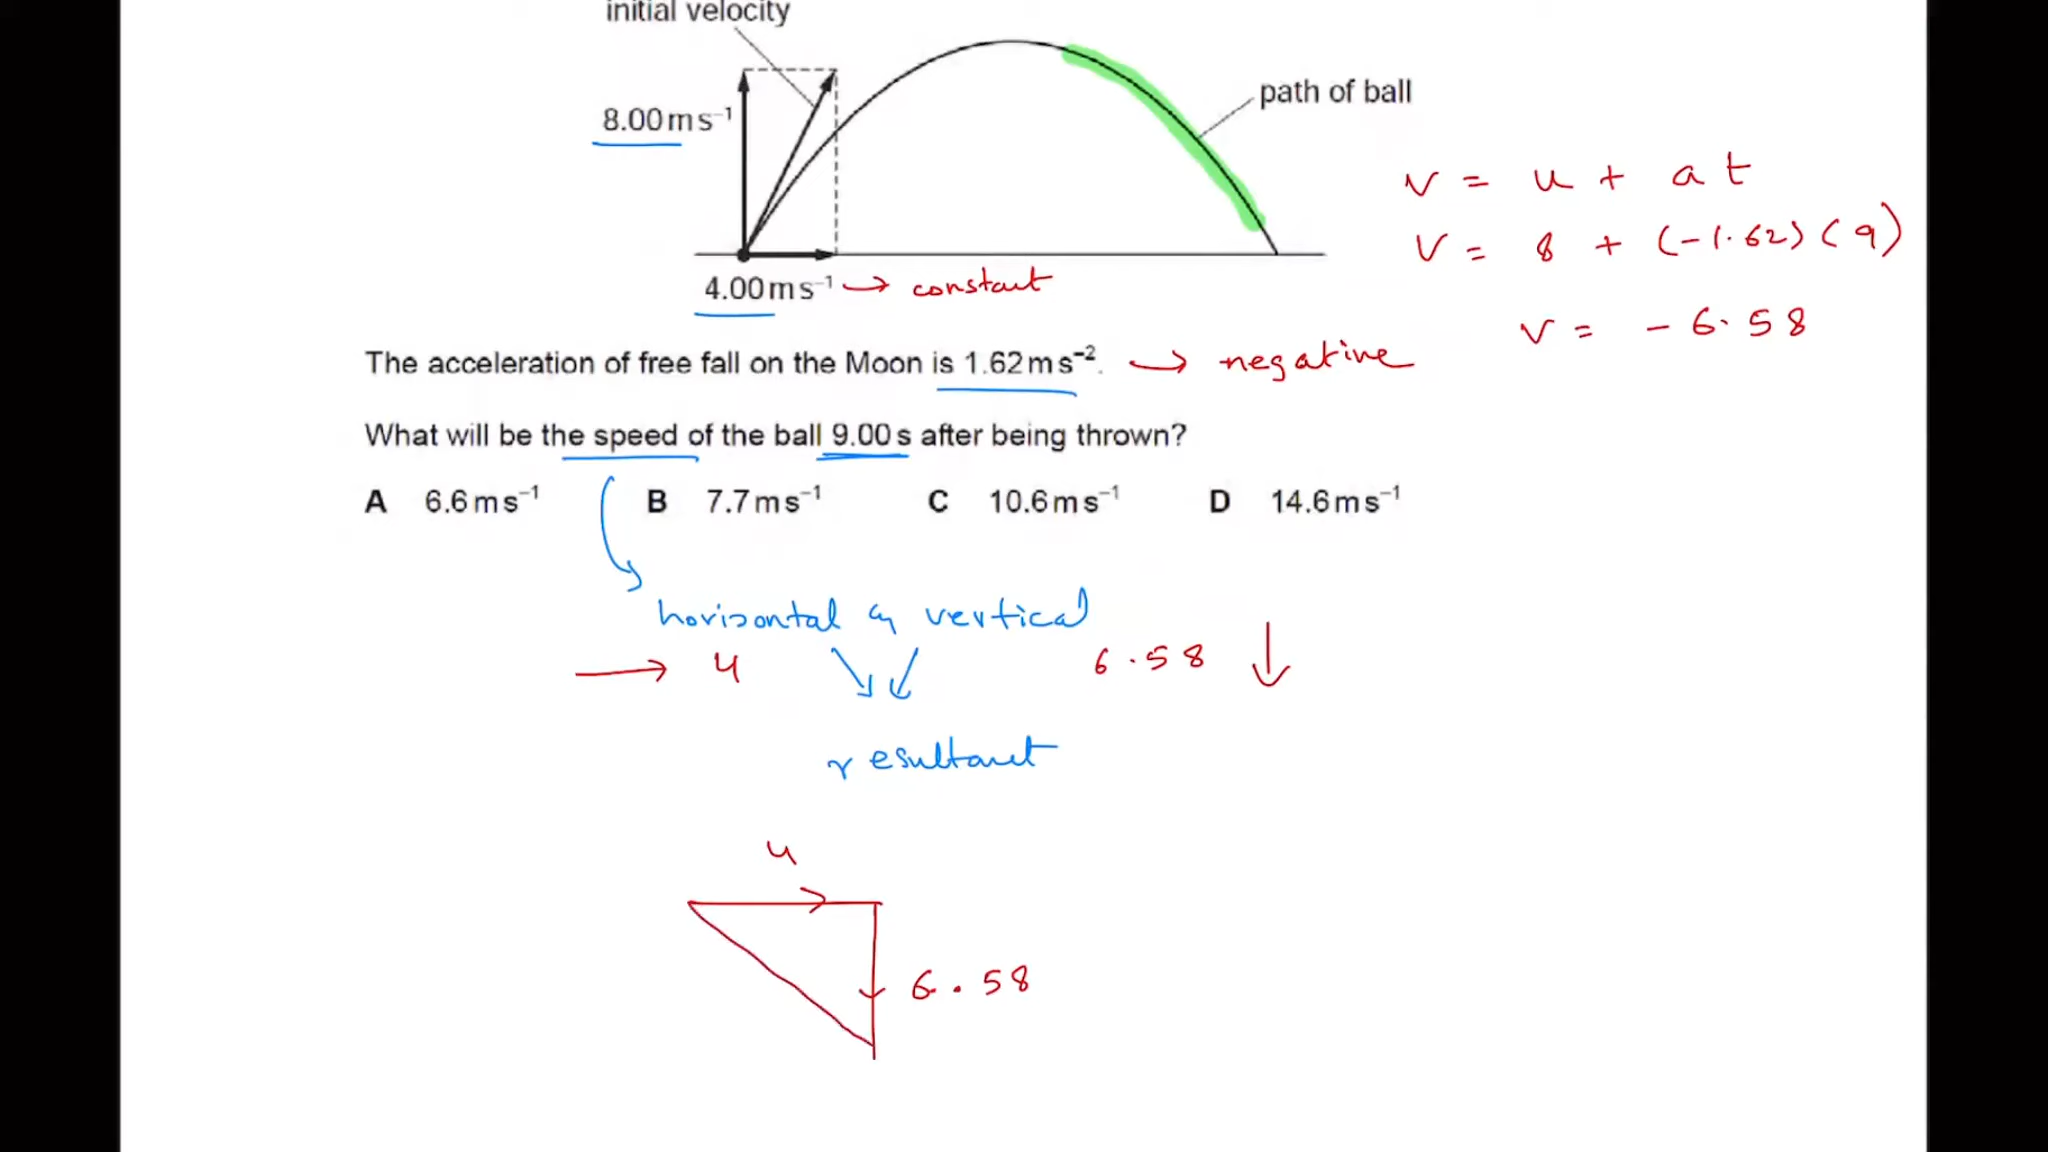 initial velocity
8.00 m s⁻¹
path of ball
4.00 m s⁻¹ → constant
v = u + at
v = 8 + (-1.62)(9)
v = - 6.58
The acceleration of free fall on the Moon is 1.62 m s⁻². → negative
What will be the speed of the ball 9.00 s after being thrown?
A 6.6 m s⁻¹ B 7.7 m s⁻¹ C 10.6 m s⁻¹ D 14.6 m s⁻¹
horizontal vertical
→ 4 6.58 ↓
resultant
4
6.58